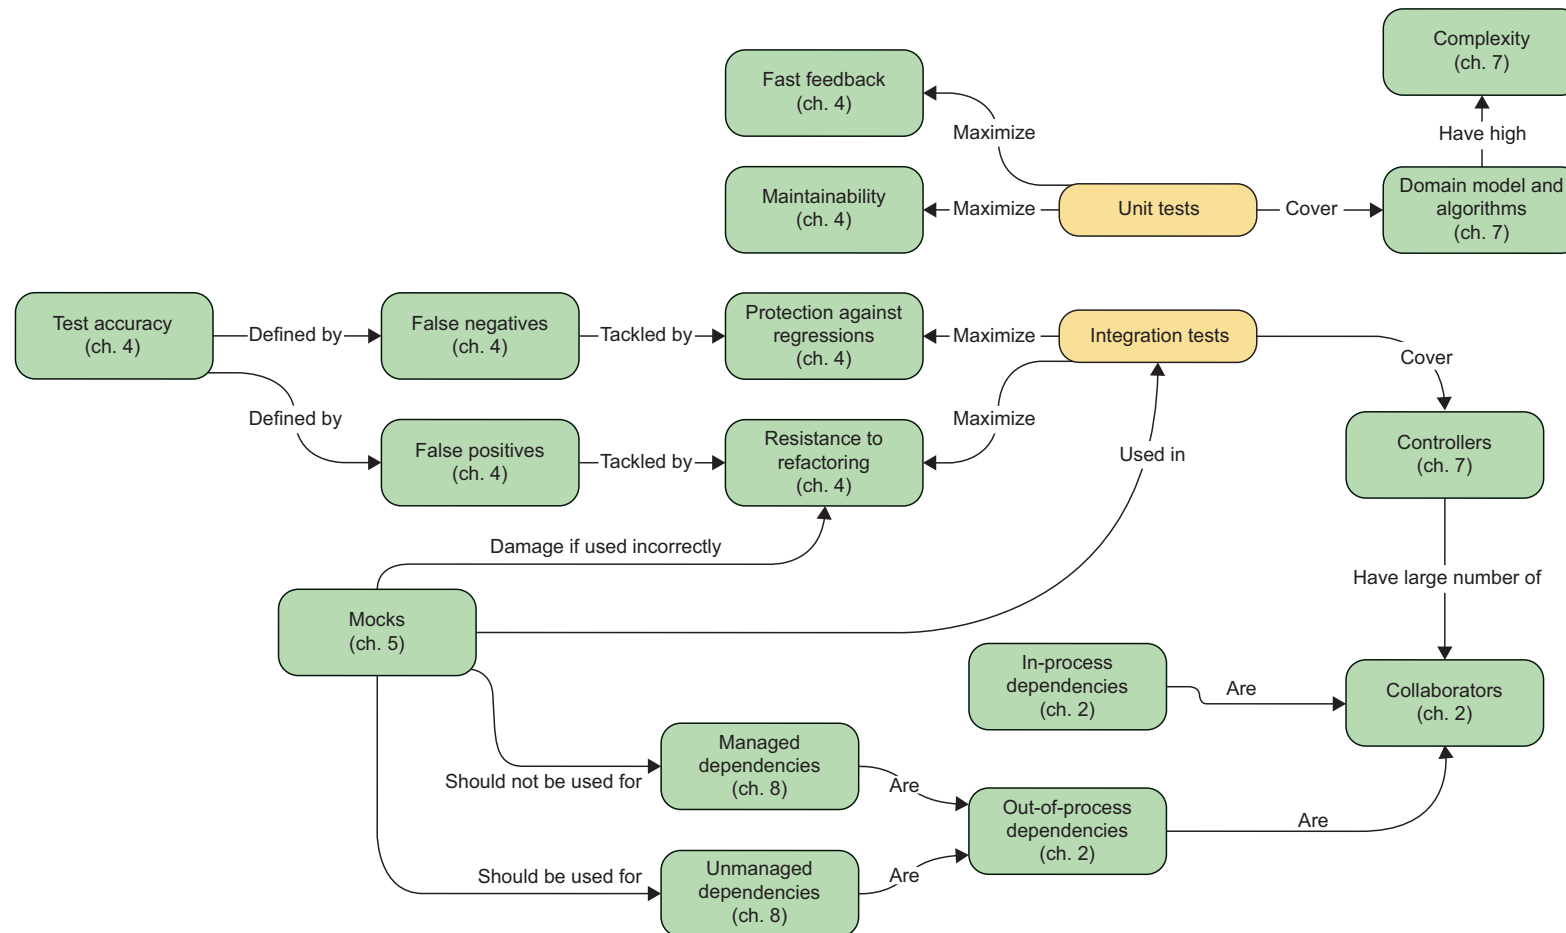 Complexity
(ch. 7)
Fast feedback
(ch. 4)
Maximize
Have high
Maintainability
(ch. 4)
Maximize
Unit tests
Cover
Domain model and
algorithms
(ch. 7)
Test accuracy
(ch. 4)
Defined by
False negatives
(ch. 4)
Tackled by
Protection against
regressions
(ch. 4)
Maximize
Integration tests
Cover
Defined by
False positives
(ch. 4)
Tackled by
Resistance to
refactoring
(ch. 4)
Maximize
Used in
Controllers
(ch. 7)
Damage if used incorrectly
Have large number of
Mocks
(ch. 5)
In-process
dependencies
(ch. 2)
Are
Collaborators
(ch. 2)
Should not be used for
Managed
dependencies
(ch. 8)
Are
Out-of-process
dependencies
(ch. 2)
Are
Should be used for
Unmanaged
dependencies
(ch. 8)
Are